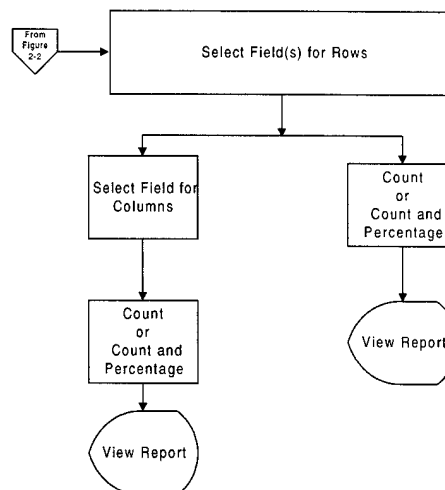 From
Figure
2-2
Select Field(s) for Rows
Select Field for
Columns
Count
or
Count and
Percentage
View Report
Count
or
Count and
Percentage
View Report